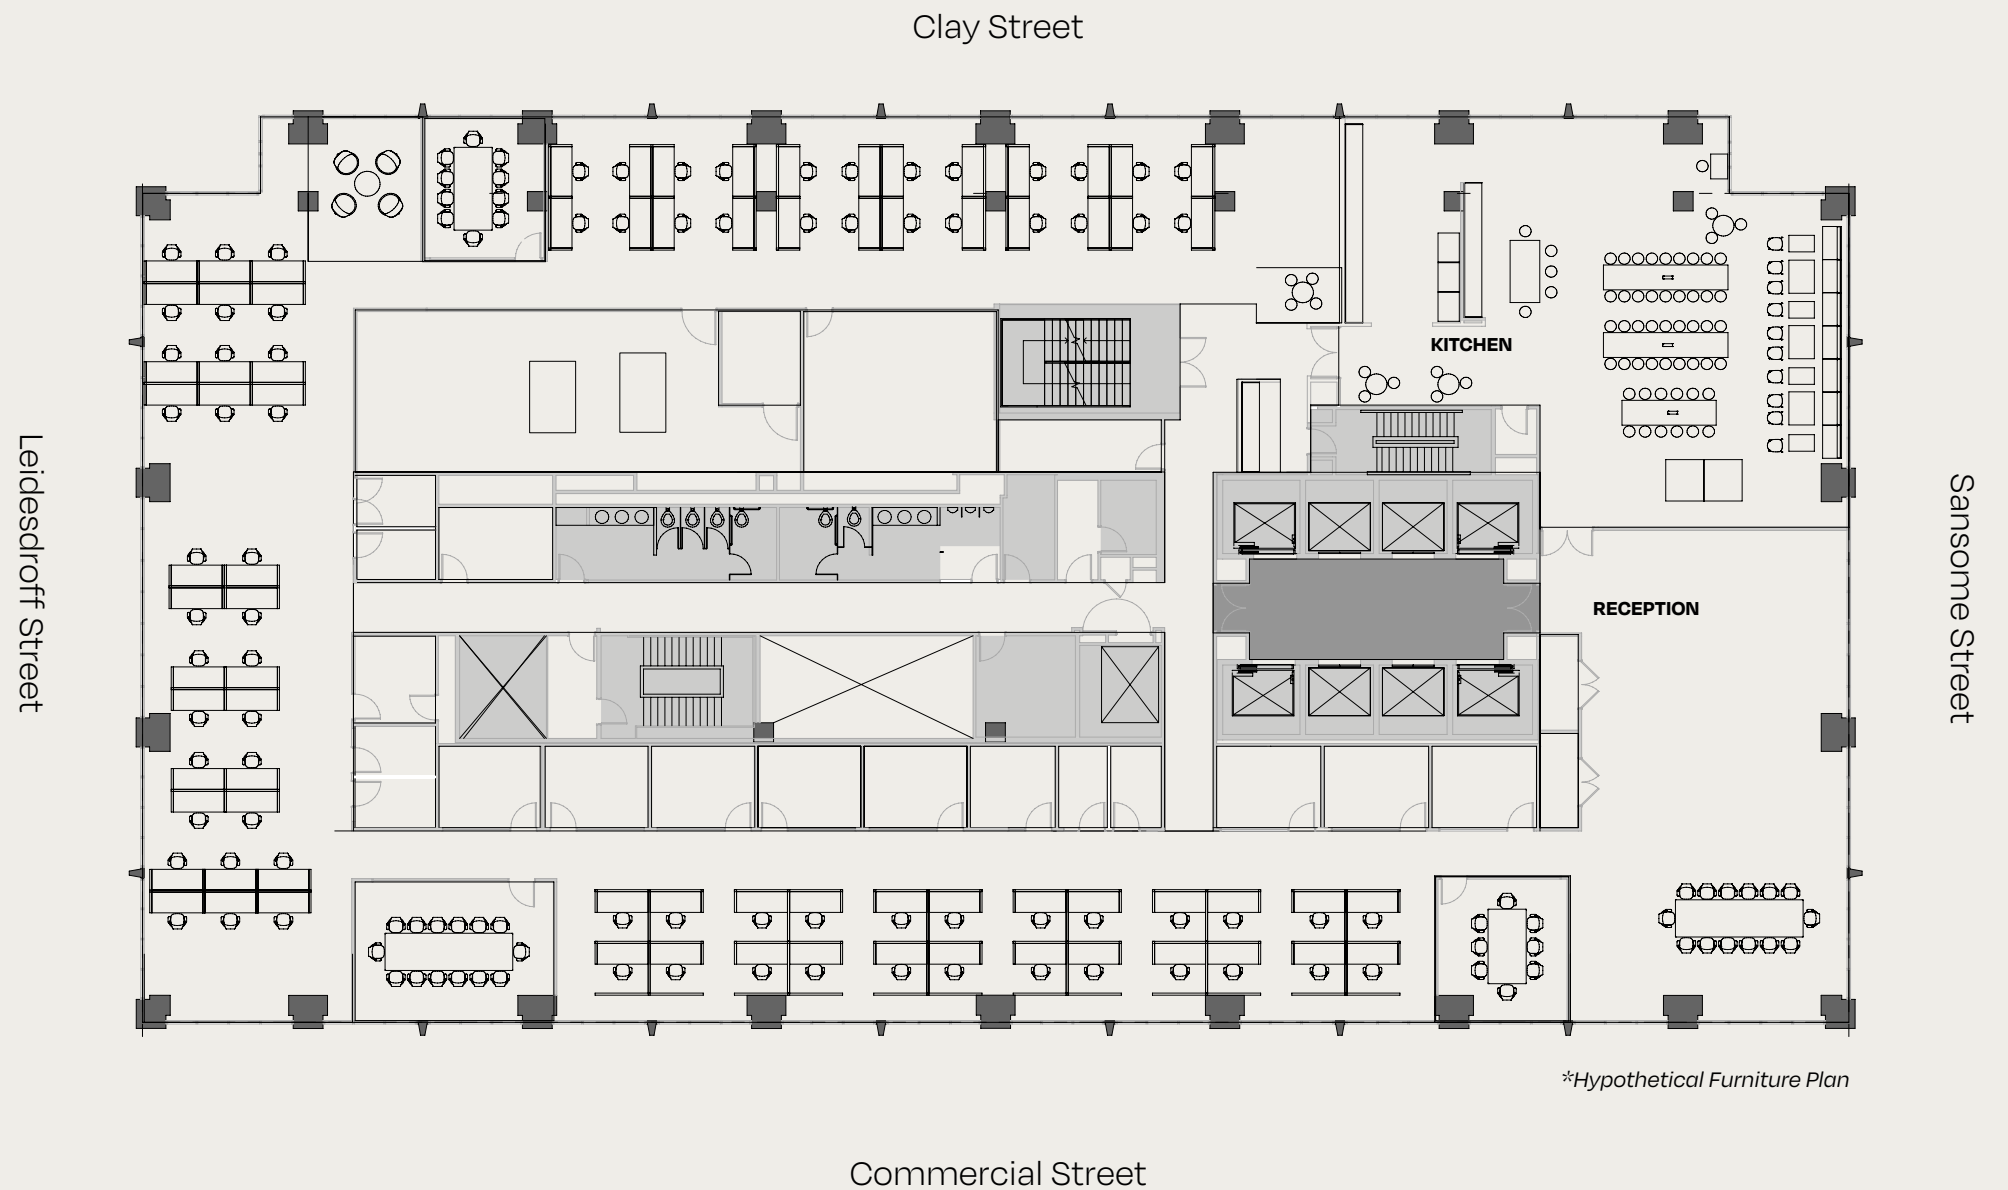 Clay Street
KITCHEN
Leidesdroff Street
Sansome Street
RECEPTION
*Hypothetical Furniture Plan
Commercial Street